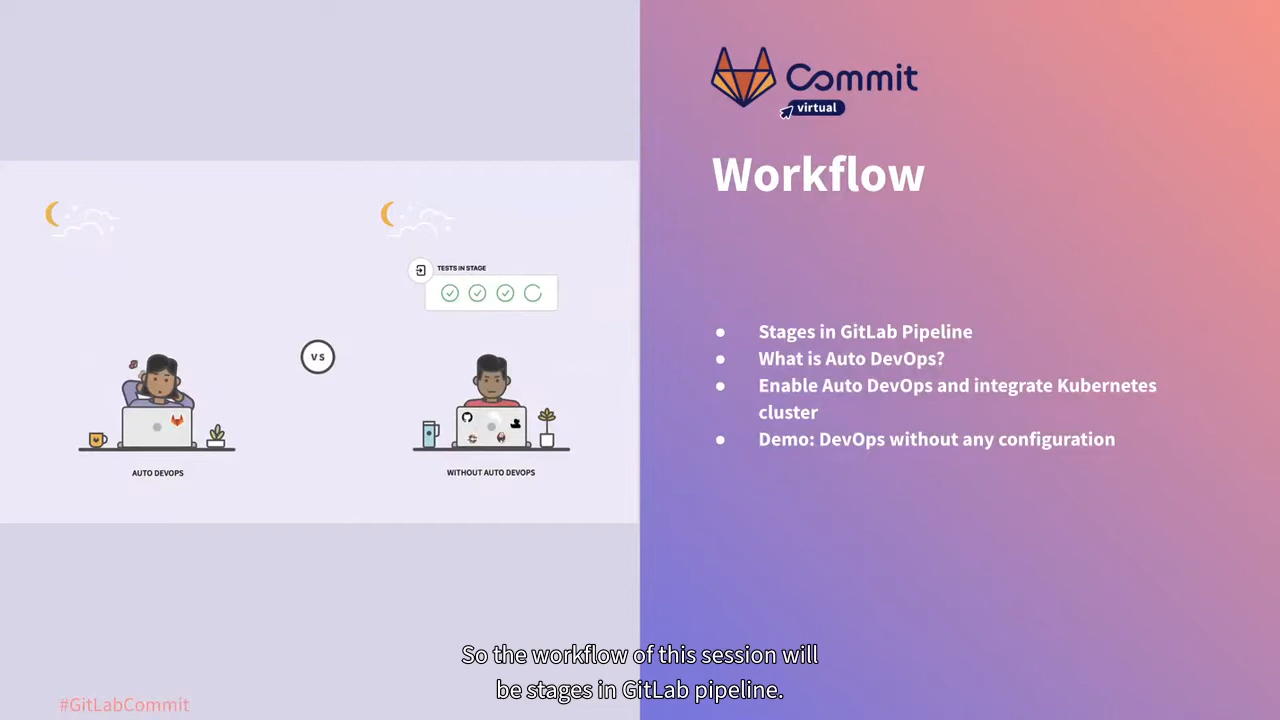 TESTS IN STAGE
VS
AUTO DEVOPS
WITHOUT AUTO DEVOPS
Commit
virtual
Workflow
● Stages in GitLab Pipeline
● What is Auto DevOps?
● Enable Auto DevOps and integrate Kubernetes
cluster
● Demo: DevOps without any configuration
So the workflow of this session will
be stages in GitLab pipeline.
#GitLabCommit